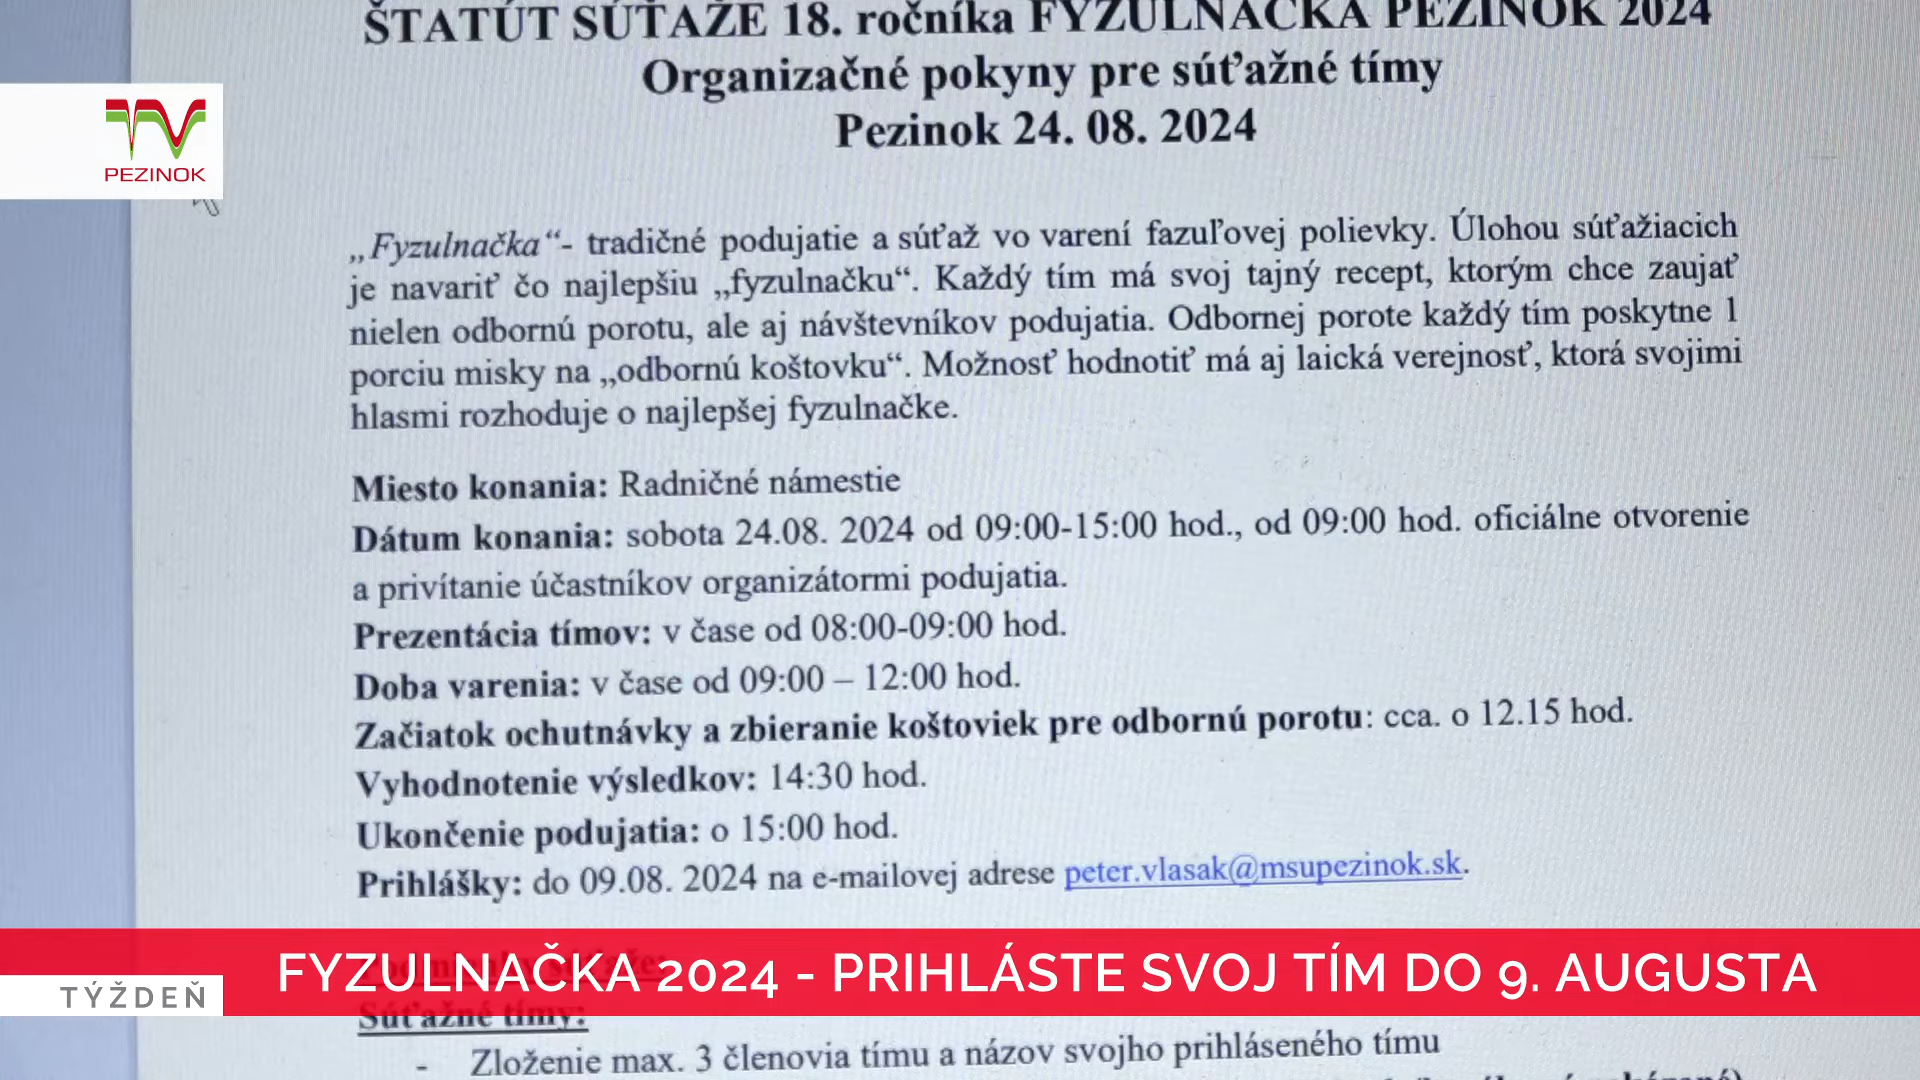 ŠTATÚT SÚŤAŽE 18. ročníka FYZULNAČKA PEZINOK 2024
Organizačné pokyny pre súťažné tímy
Pezinok 24. 08. 2024
TV
PEZINOK
„Fyzulnačka“- tradičné podujatie a súťaž vo varení fazuľovej polievky. Úlohou súťažiacich
je navariť čo najlepšiu „fyzulnačku“. Každý tím má svoj tajný recept, ktorým chce zaujať
nielen odbornú porotu, ale aj návštevníkov podujatia. Odbornej porote každý tím poskytne 1
porciu misky na „odbornú koštovku“. Možnosť hodnotiť má aj laická verejnosť, ktorá svojimi
hlasmi rozhoduje o najlepšej fyzulnačke.
Miesto konania: Radničné námestie
Dátum konania: sobota 24.08. 2024 od 09:00-15:00 hod., od 09:00 hod. oficiálne otvorenie
a privítanie účastníkov organizátormi podujatia.
Prezentácia tímov: v čase od 08:00-09:00 hod.
Doba varenia: v čase od 09:00 – 12:00 hod.
Začiatok ochutnávky a zbieranie koštoviek pre odbornú porotu: cca. o 12.15 hod.
Vyhodnotenie výsledkov: 14:30 hod.
Ukončenie podujatia: o 15:00 hod.
Prihlášky: do 09.08. 2024 na e-mailovej adrese peter.vlasak@msupezinok.sk.
FYZULNAČKA 2024 - PRIHLÁSTE SVOJ TÍM DO 9. AUGUSTA
TÝŽDEŇ
Súťažné tímy:
- Zloženie max. 3 členovia tímu a názov svojho prihláseného tímu